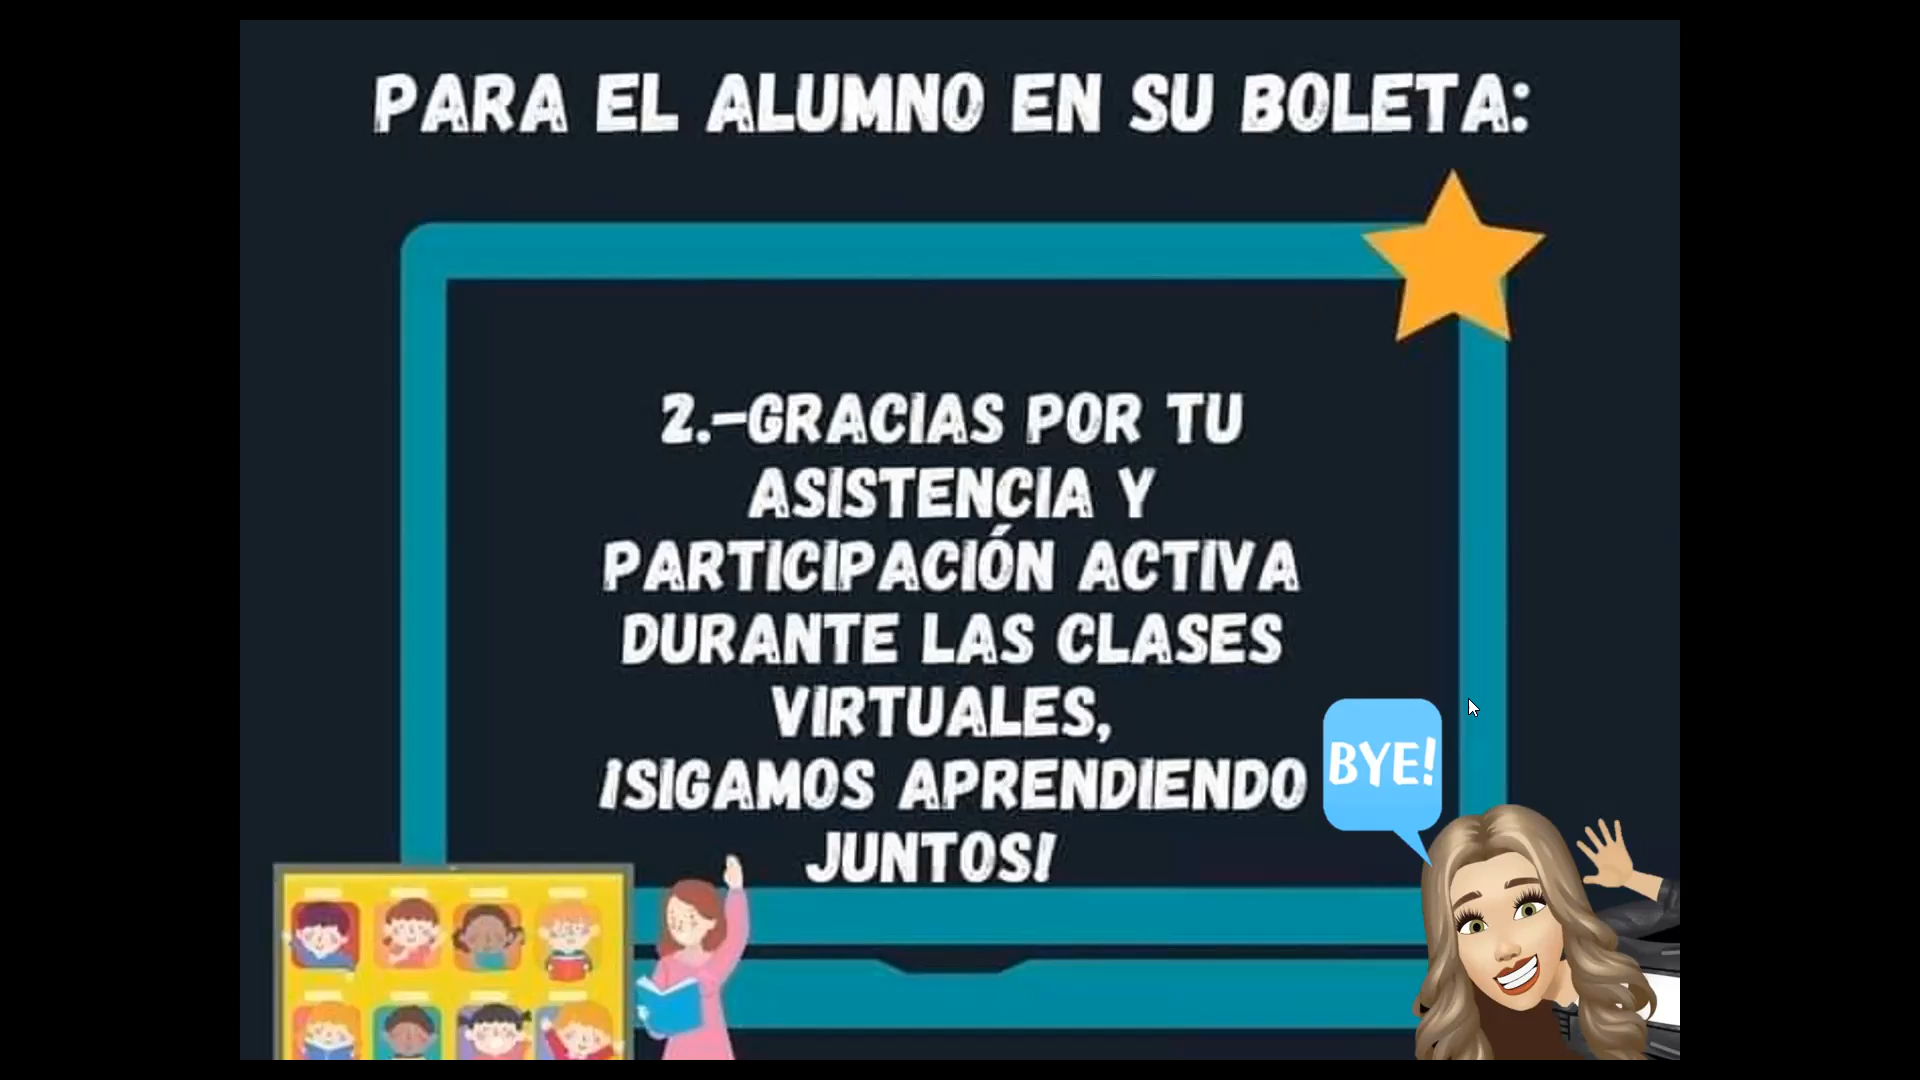 PARA EL ALUMNO EN SU BOLETA:
2.-GRACIAS POR TU
ASISTENCIA Y
PARTICIPACIÓN ACTIVA
DURANTE LAS CLASES
VIRTUALES,
¡SIGAMOS APRENDIENDO
JUNTOS!
BYE!